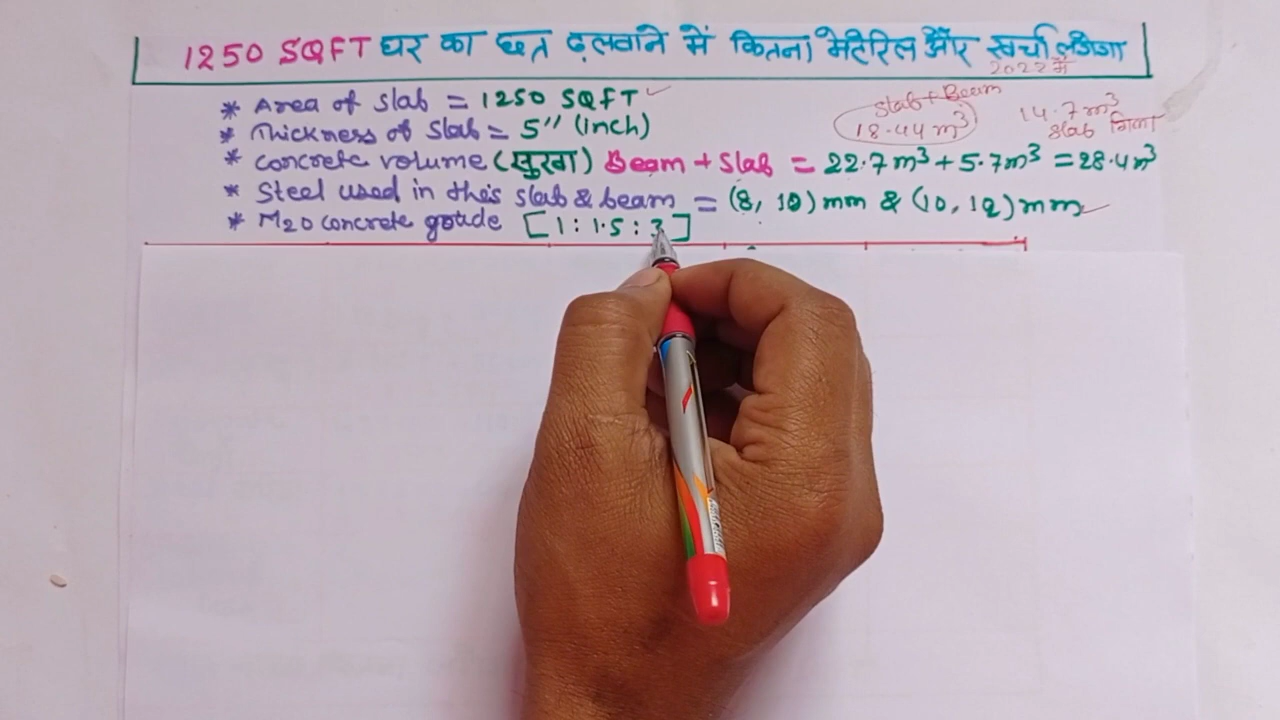 1250 SQFT घर का छत ढ़लवाने में कितना मेटेरिल और खर्चा लगेगा
2022 में
* Area of slab = 1250 SQFT
slab + Beam
18.44 m³
14.7 m³
slab गिला
* Thickness of slab = 5" (inch)
* concrete volume (सुखा) Beam + slab = 22.7 m³ + 5.7 m³ = 28.4 m³
* Steel used in this slab & beam = (8, 10) mm & (10, 12) mm
* M20 concrete grade [1 : 1.5 : 3]